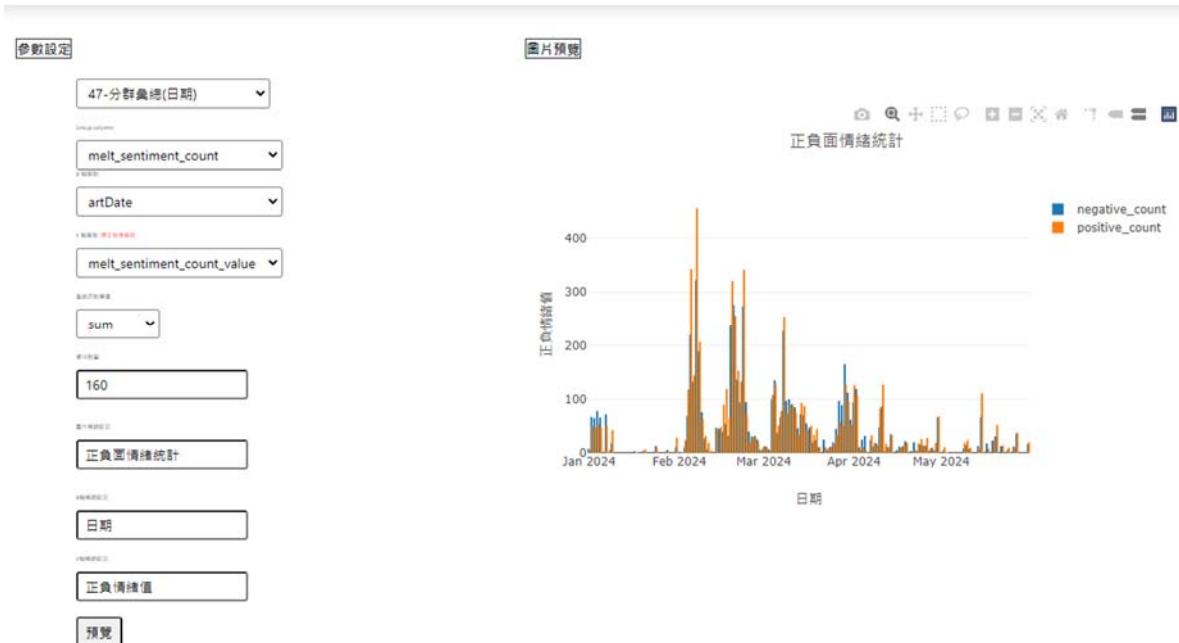 參數設定
47-分群彙總(日期)
Group column
melt_sentiment_count
artDate
melt_sentiment_count_value
sum
160
正負面情緒統計
日期
正負情緒值
預覽
圖片預覽
正負面情緒統計
negative_count
positive_count
400
300
200
100
0
正負情緒值
Jan 2024 Feb 2024 Mar 2024 Apr 2024 May 2024
日期